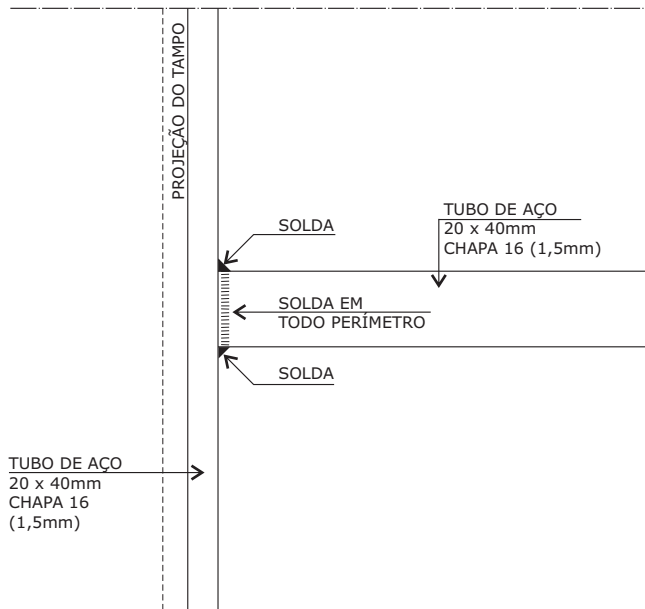 PROJEÇÃO DO TAMPO
SOLDA
TUBO DE AÇO
20 x 40mm
CHAPA 16 (1,5mm)
SOLDA EM
TODO PERÍMETRO
SOLDA
TUBO DE AÇO
20 x 40mm
CHAPA 16
(1,5mm)